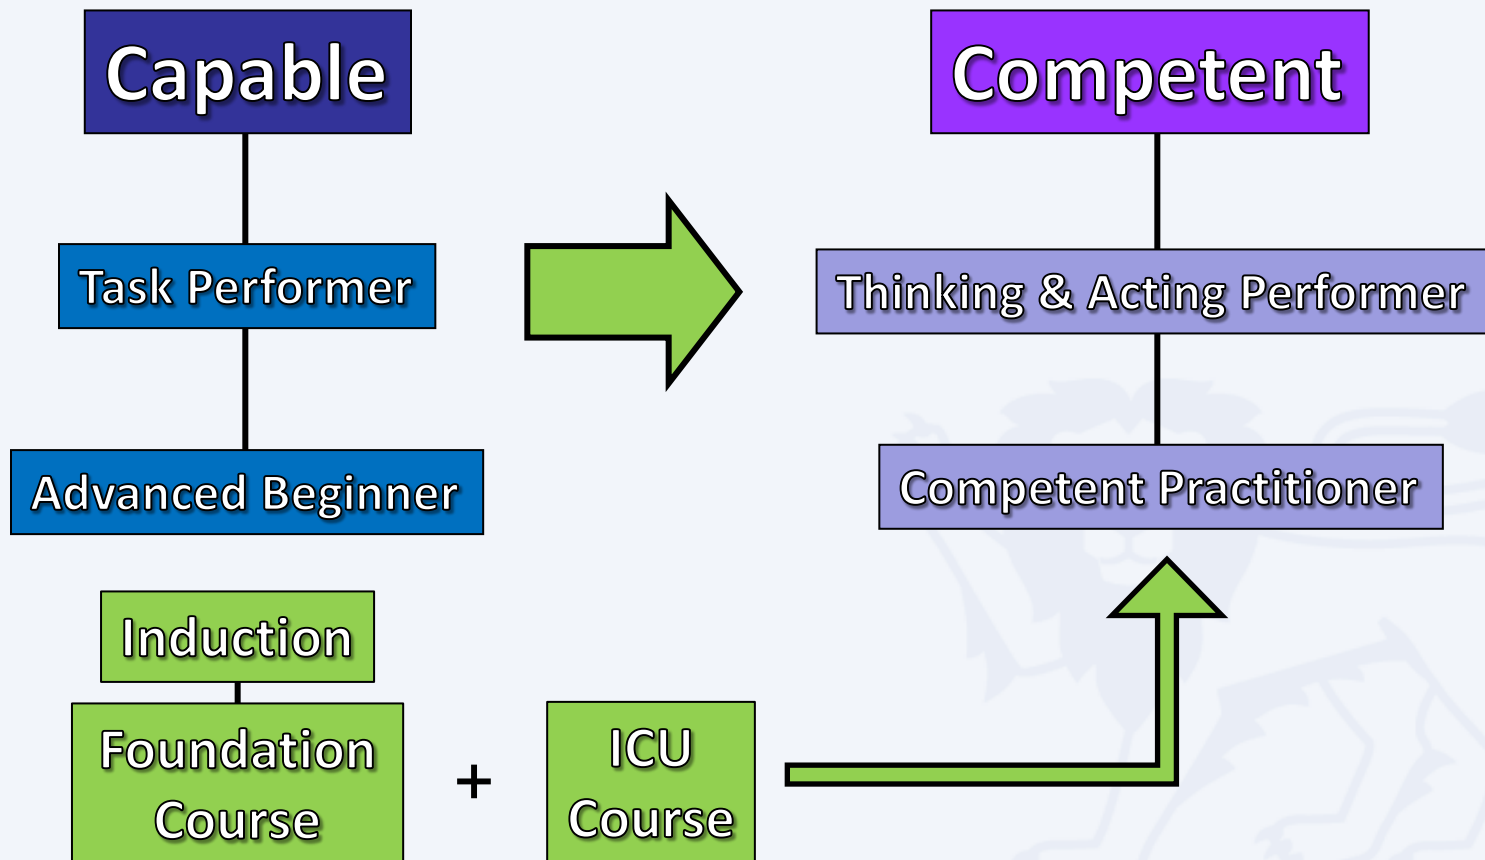 Capable
Competent
Task Performer
Thinking & Acting Performer
Advanced Beginner
Competent Practitioner
Induction
Foundation
Course
+
ICU
Course